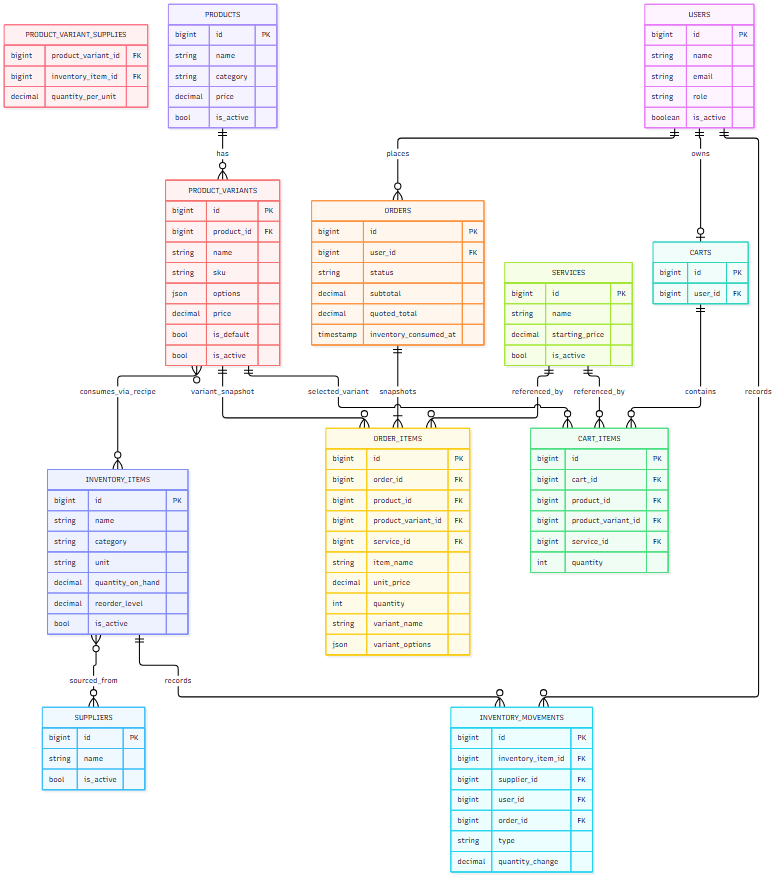 PRODUCT_VARIANT_SUPPLIES
bigint product_variant_id FK
bigint inventory_item_id FK
decimal quantity_per_unit
PRODUCTS
bigint id PK
string name
string category
decimal price
bool is_active
USERS
bigint id PK
string name
string email
string role
boolean is_active
has
places
owns
PRODUCT_VARIANTS
bigint id PK
bigint product_id FK
string name
string sku
json options
decimal price
bool is_default
bool is_active
ORDERS
bigint id PK
bigint user_id FK
string status
decimal subtotal
decimal quoted_total
timestamp inventory_consumed_at
SERVICES
bigint id PK
string name
decimal starting_price
bool is_active
CARTS
bigint id PK
bigint user_id FK
consumes_via_recipe
variant_snapshot
selected_variant
snapshots
referenced_by
referenced_by
contains
records
INVENTORY_ITEMS
bigint id PK
string name
string category
string unit
decimal quantity_on_hand
decimal reorder_level
bool is_active
ORDER_ITEMS
bigint id PK
bigint order_id FK
bigint product_id FK
bigint product_variant_id FK
bigint service_id FK
string item_name
decimal unit_price
int quantity
string variant_name
json variant_options
CART_ITEMS
bigint id PK
bigint cart_id FK
bigint product_id FK
bigint product_variant_id FK
bigint service_id FK
int quantity
sourced_from
records
SUPPLIERS
bigint id PK
string name
bool is_active
INVENTORY_MOVEMENTS
bigint id PK
bigint inventory_item_id FK
bigint supplier_id FK
bigint user_id FK
bigint order_id FK
string type
decimal quantity_change